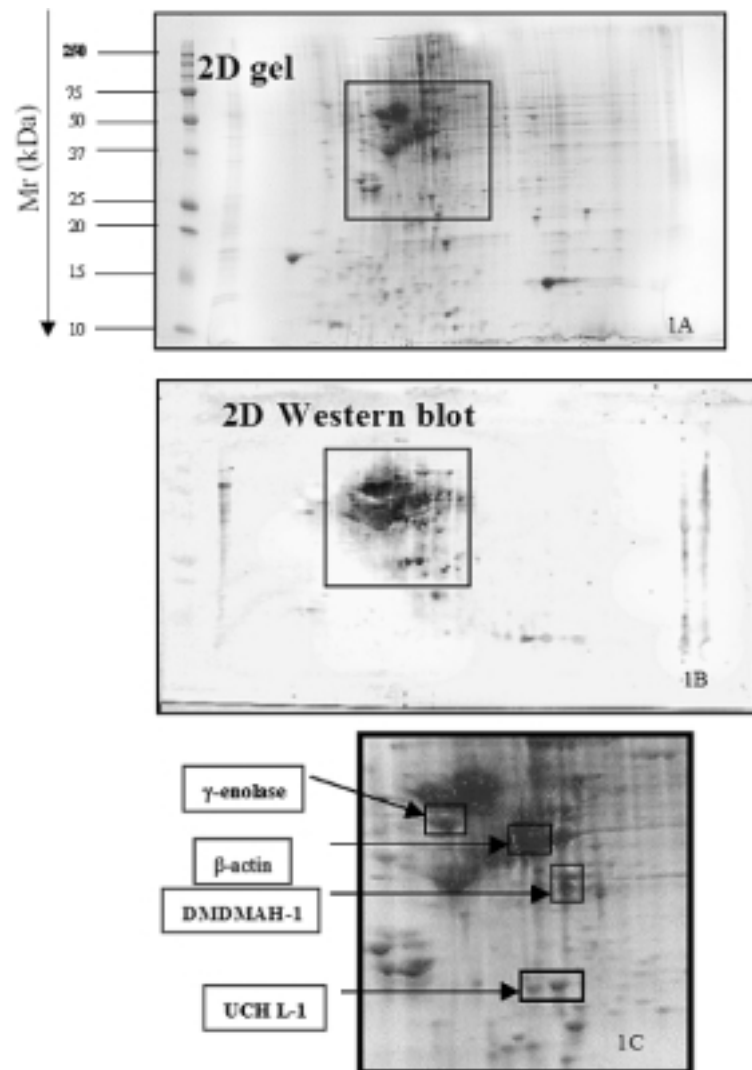 2D gel
Mr (kDa)
250
75
50
37
25
20
15
10
1A
2D Western blot
1B
γ-enolase
β-actin
DMDMAH-1
UCH L-1
1C